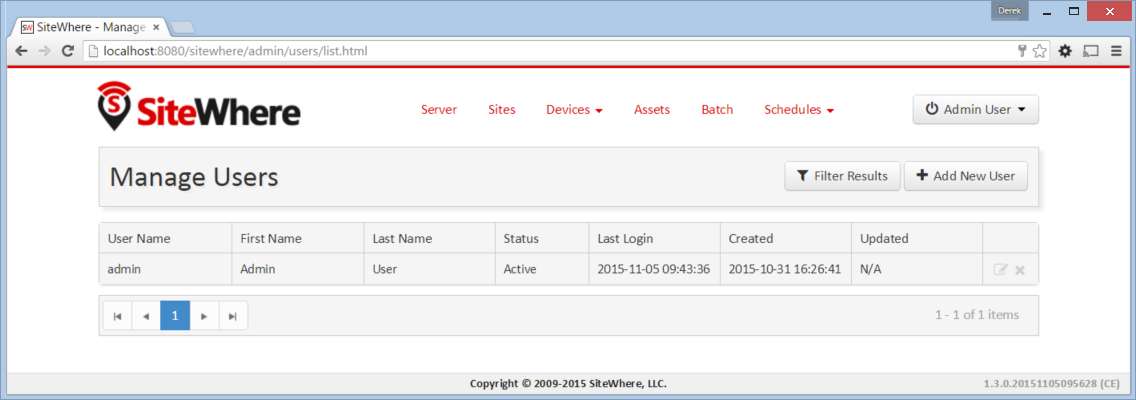 Derek
SW SiteWhere - Manage
localhost:8080/sitewhere/admin/users/list.html
S SiteWhere Server Sites Devices Assets Batch Schedules Admin User
Manage Users Filter Results Add New User
User Name First Name Last Name Status Last Login Created Updated
admin Admin User Active 2015-11-05 09:43:36 2015-10-31 16:26:41 N/A
1 1 - 1 of 1 items
Copyright © 2009-2015 SiteWhere, LLC. 1.3.0.20151105095628 (CE)